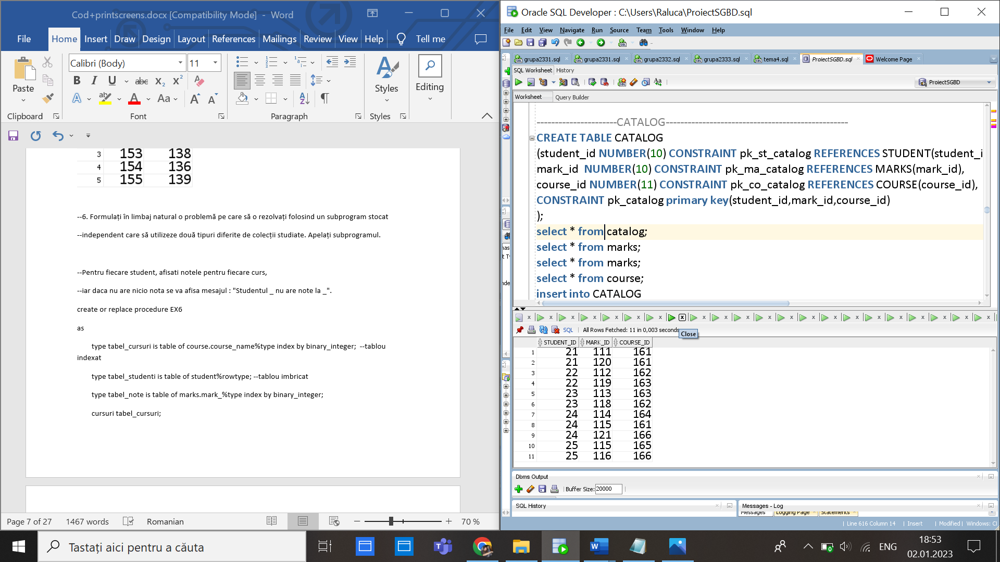 Cod+printscreens.docx [Compatibility Mode] - Word
File Home Insert Draw Design Layout References Mailings Review View Help Tell me
Calibri (Body) 11
Paste
Styles
Editing
Clipboard Font Paragraph Styles
3 153 138
4 154 136
5 155 139
--6. Formulați în limbaj natural o problemă pe care să o rezolvați folosind un subprogram stocat
--independent care să utilizeze două tipuri diferite de colecții studiate. Apelați subprogramul.
--Pentru fiecare student, afisati notele pentru fiecare curs,
--iar daca nu are nicio nota se va afisa mesajul : "Studentul _ nu are note la _".
create or replace procedure EX6
as
type tabel_cursuri is table of course.course_name%type index by binary_integer; --tablou
indexat
type tabel_studenti is table of student%rowtype; --tablou imbricat
type tabel_note is table of marks.mark_%type index by binary_integer;
cursuri tabel_cursuri;
Page 7 of 27 1467 words Romanian 70 %
Oracle SQL Developer : C:\Users\Raluca\ProiectSGBD.sql
File Edit View Navigate Run Source Team Tools Window Help
grupa2331.sql grupa2331.sql grupa2332.sql grupa2333.sql tema4.sql ProiectSGBD.sql Welcome Page
SQL Worksheet History
ProiectSGBD
Worksheet Query Builder
----------------------CATALOG--------------------------------------------------
CREATE TABLE CATALOG
(student_id NUMBER(10) CONSTRAINT pk_st_catalog REFERENCES STUDENT(student_i
mark_id NUMBER(10) CONSTRAINT pk_ma_catalog REFERENCES MARKS(mark_id),
course_id NUMBER(11) CONSTRAINT pk_co_catalog REFERENCES COURSE(course_id),
CONSTRAINT pk_catalog primary key(student_id,mark_id,course_id)
);
select * from catalog;
select * from marks;
select * from marks;
select * from course;
insert into CATALOG
SQL All Rows Fetched: 11 in 0,003 seconds
Close
STUDENT_ID MARK_ID COURSE_ID
1 21 111 161
2 21 120 161
3 22 112 162
4 22 119 163
5 23 113 163
6 23 118 162
7 24 114 164
8 24 115 161
9 24 121 166
10 25 115 165
11 25 116 166
Dbms Output
Buffer Size: 20000
SQL History
Messages - Log
Messages Logging Page Statements
Line 616 Column 14 Insert Modified Windows: C
Tastați aici pentru a căuta
ENG
18:53
02.01.2023